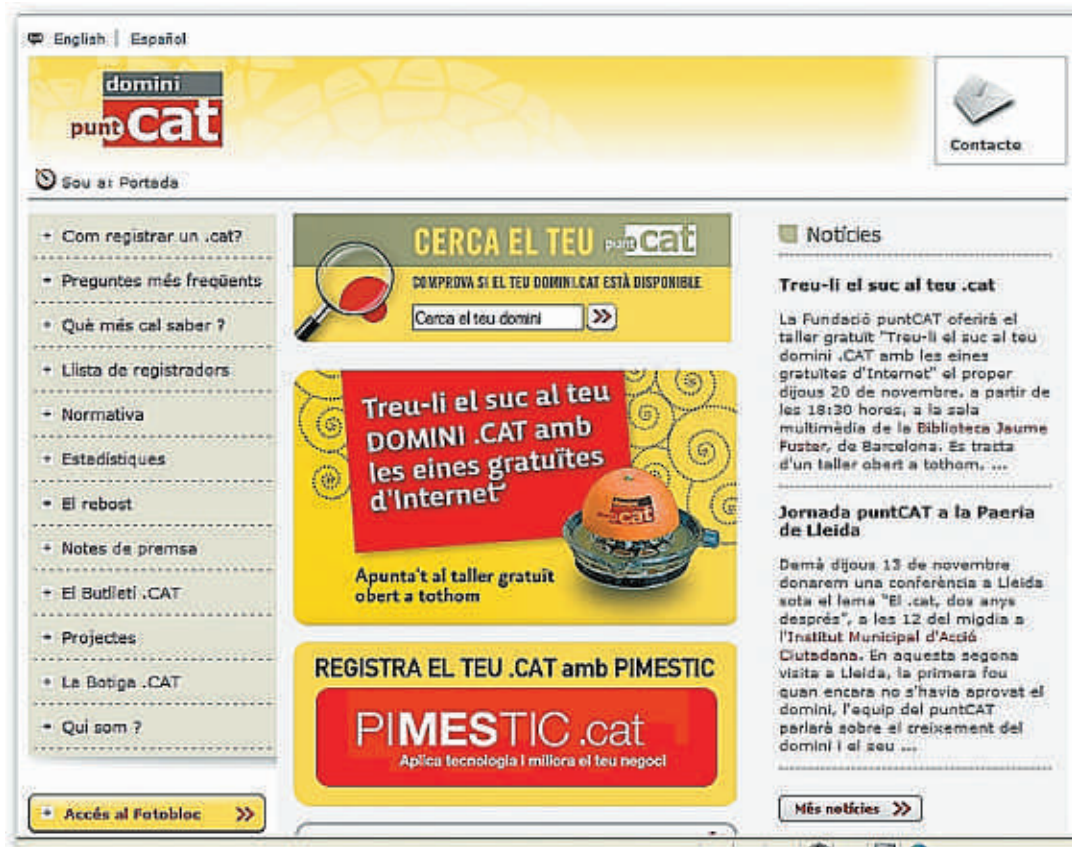 English | Español
domini
punt cat
Contacte
Sou a: Portada
Com registrar un .cat?
Preguntes més freqüents
Què més cal saber ?
Llista de registradors
Normativa
Estadístiques
El rebost
Notes de premsa
El Butlletí .CAT
Projectes
La Botiga .CAT
Qui som ?
Accés al Fotobloc
CERCA EL TEU punt cat
COMPROVA SI EL TEU DOMINI.CAT ESTÀ DISPONIBLE
Cerca el teu domini
Treu-li el suc al teu
DOMINI .CAT amb
les eines gratuïtes
d'Internet
domini
punt cat
Apunta't al taller gratuït
obert a tothom
REGISTRA EL TEU .CAT amb PIMESTIC
PIMESTIC.cat
Aplica tecnologia i millora el teu negoci
Notícies
Treu-li el suc al teu .cat
La Fundació puntCAT oferirà el
taller gratuït "Treu-li el suc al teu
domini .CAT amb les eines
gratuïtes d'Internet" el proper
dijous 20 de novembre, a partir de
les 18:30 hores, a la sala
multimèdia de la Biblioteca Jaume
Fuster, de Barcelona. Es tracta
d'un taller obert a tothom. ...
Jornada puntCAT a la Paeria
de Lleida
Demà dijous 13 de novembre
donarem una conferència a Lleida
sota el lema "El .cat, dos anys
després", a les 12 del migdia a
l'Institut Municipal d'Acció
Ciutadana. En aquesta segona
visita a Lleida, la primera fou
quan encara no s'havia aprovat el
domini, l'equip del puntCAT
parlarà sobre el creixement del
domini i el seu ...
Més notícies